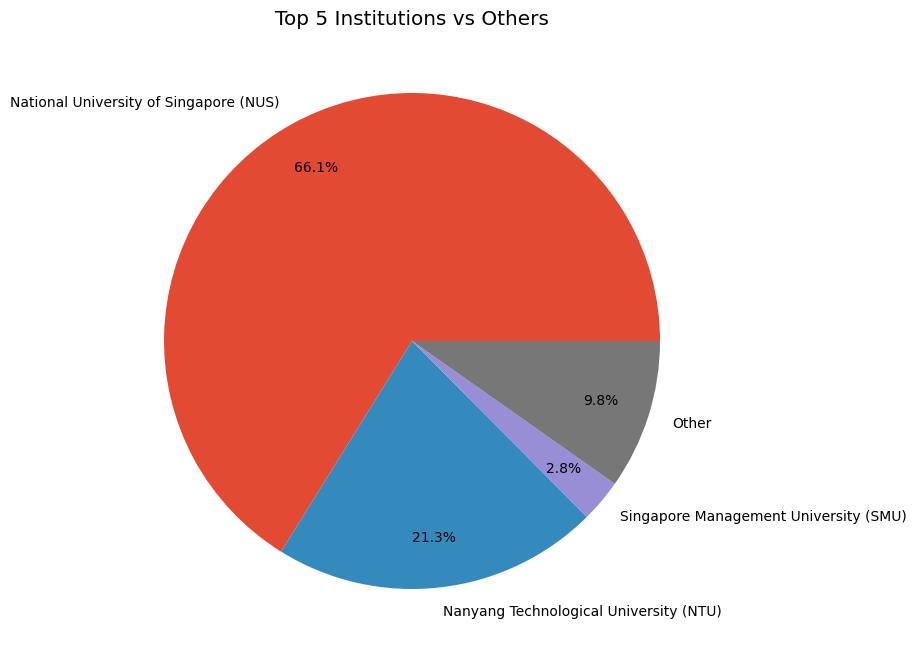 Top 5 Institutions vs Others
National University of Singapore (NUS)
66.1%
9.8%
Other
2.8%
Singapore Management University (SMU)
21.3%
Nanyang Technological University (NTU)